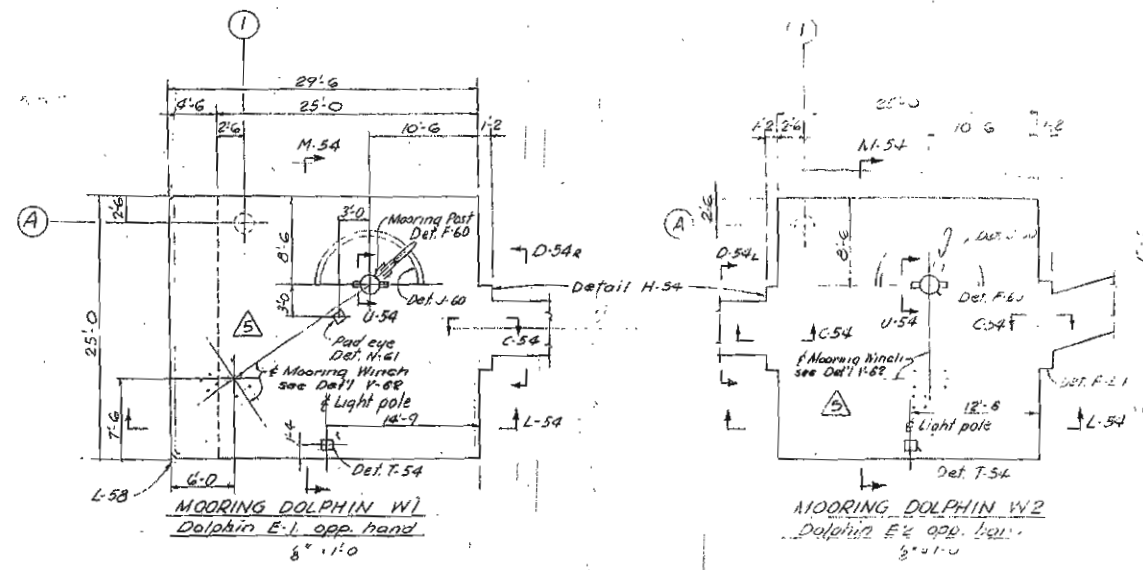 1
29'-6
4'-6
25'-0
2'-6
10'-6
1'-2
M-54
A
2'-6
3'-0
8'-6
Mooring Post
Det. F-60
D-54R
Det. J-60
3'-0
U-54
5
Pad eye
Det. N-61
C-54
25'-0
℄ Mooring Winch
see Det'l V-62
℄ Light pole
7'-6
14'-9
1'-4
L-54
Det. T-54
6'-0
L-58
MOORING DOLPHIN W1
Dolphin E-1 opp. hand
Detail H-54
1
25'-0
1'-2
2'-6
10'-6
1'-2
M-54
A
2'-6
8'-6
D-54L
Det. F-60
U-54
C-54
C-54
℄ Mooring Winch
see Det'l V-62
5
12'-6
℄ Light pole
L-54
Det. T-54
MOORING DOLPHIN W2
Dolphin E2 opp.